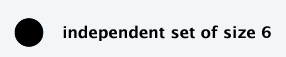 independent set of size 6